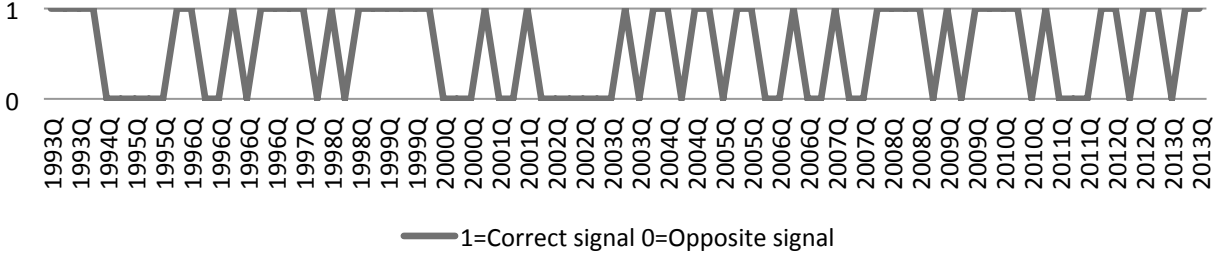 1
0
1993Q
1993Q
1994Q
1995Q
1995Q
1996Q
1996Q
1996Q
1996Q
1997Q
1998Q
1998Q
1999Q
1999Q
2000Q
2000Q
2001Q
2001Q
2002Q
2002Q
2003Q
2003Q
2004Q
2004Q
2005Q
2005Q
2006Q
2006Q
2007Q
2007Q
2008Q
2008Q
2009Q
2009Q
2010Q
2010Q
2011Q
2011Q
2012Q
2012Q
2013Q
2013Q
1=Correct signal 0=Opposite signal